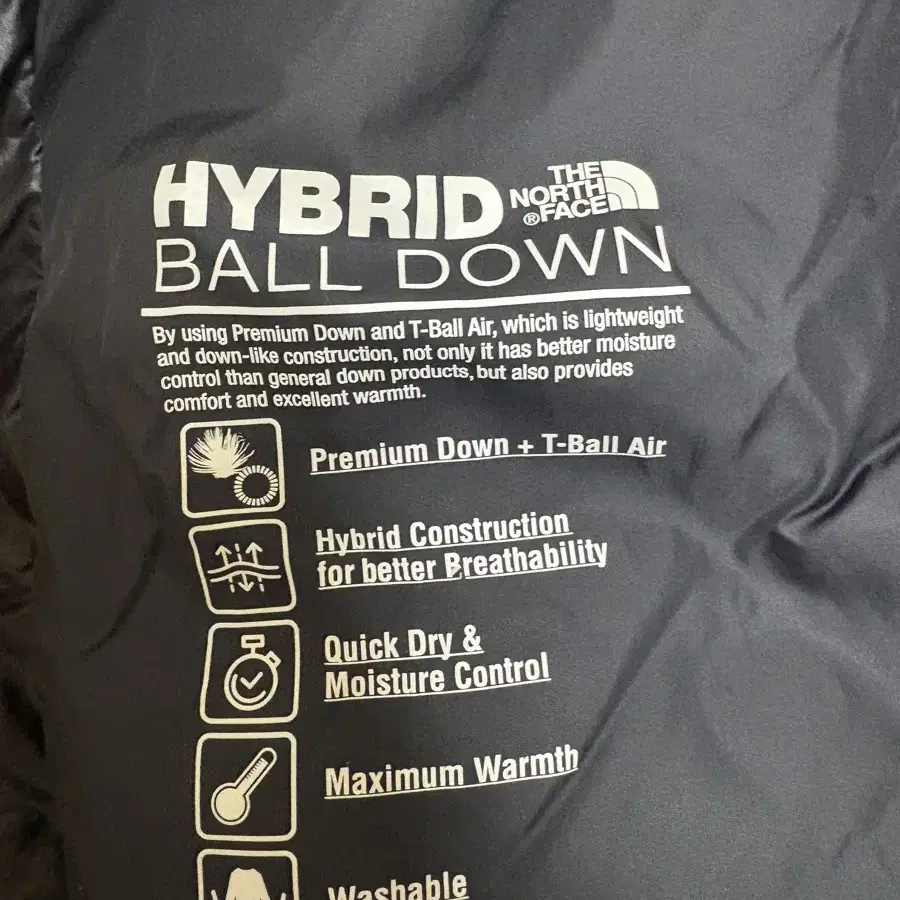 HYBRID
THE
NORTH
®FACE
BALL DOWN
By using Premium Down and T-Ball Air, which is lightweight
and down-like construction, not only it has better moisture
control than general down products, but also provides
comfort and excellent warmth.
Premium Down + T-Ball Air
Hybrid Construction
for better Breathability
Quick Dry &
Moisture Control
Maximum Warmth
Washable